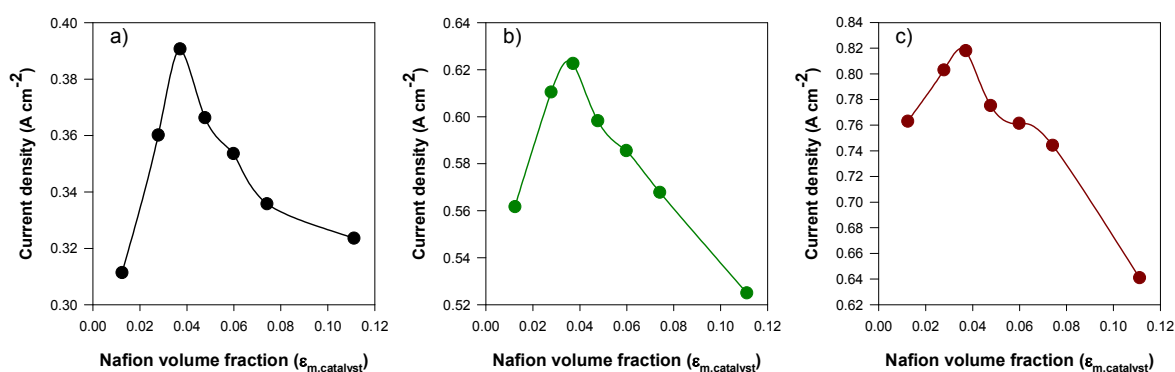 a)
Current density (A cm⁻²)
0.40
0.38
0.36
0.34
0.32
0.30
0.00 0.02 0.04 0.06 0.08 0.10 0.12
Nafion volume fraction (εm,catalyst)
b)
Current density (A cm⁻²)
0.64
0.62
0.60
0.58
0.56
0.54
0.52
0.00 0.02 0.04 0.06 0.08 0.10 0.12
Nafion volume fraction (εm,catalyst)
c)
Current density (A cm⁻²)
0.84
0.82
0.80
0.78
0.76
0.74
0.72
0.70
0.68
0.66
0.64
0.62
0.00 0.02 0.04 0.06 0.08 0.10 0.12
Nafion volume fraction (εm,catalyst)